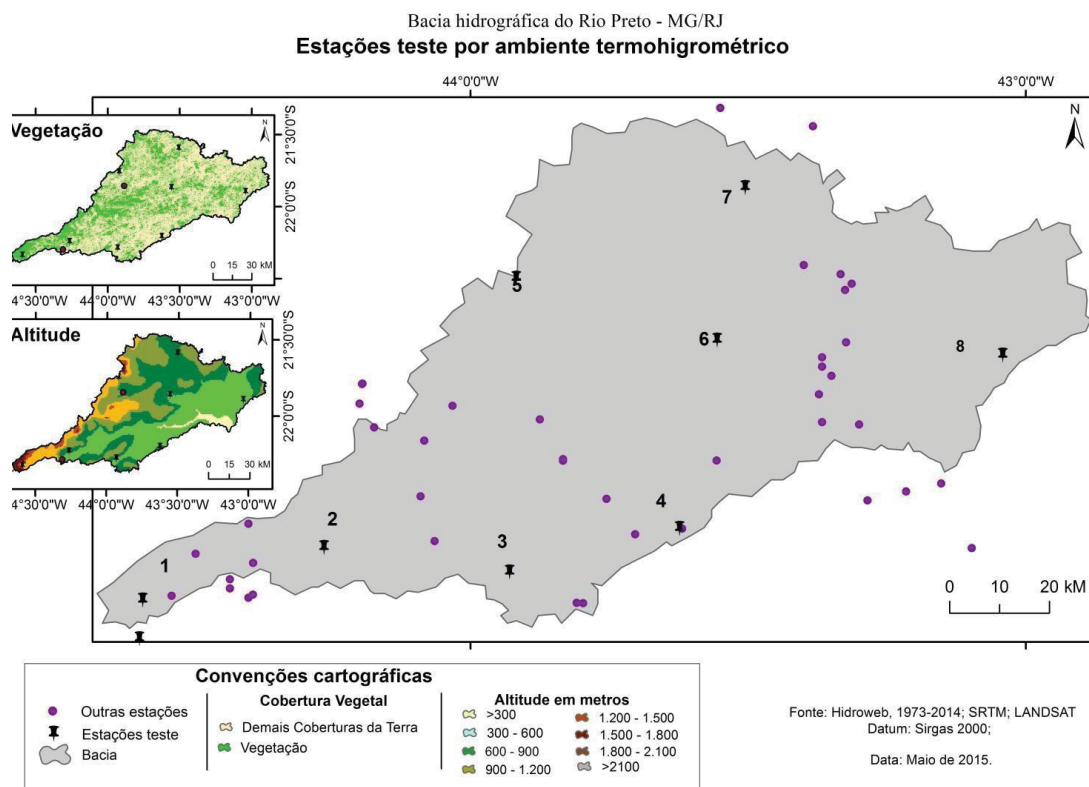 Bacia hidrográfica do Rio Preto - MG/RJ
Estações teste por ambiente termohigrométrico
44°0'0"W 43°0'0"W
N
Vegetação
N
21°30'S
22°0'0"S
0 15 30 KM
4°30'0"W 44°0'0"W 43°30'0"W 43°0'0"W
Altitude
N
21°30'S
22°0'0"S
0 15 30 KM
4°30'0"W 44°0'0"W 43°30'0"W 43°0'0"W
7
5
6
8
2
4
3
1
0 10 20 KM
Convenções cartográficas
Outras estações
Estações teste
Bacia
Cobertura Vegetal
Demais Coberturas da Terra
Vegetação
Altitude em metros
>300
300 - 600
600 - 900
900 - 1.200
1.200 - 1.500
1.500 - 1.800
1.800 - 2.100
>2100
Fonte: Hidroweb, 1973-2014; SRTM; LANDSAT
Datum: Sirgas 2000;
Data: Maio de 2015.